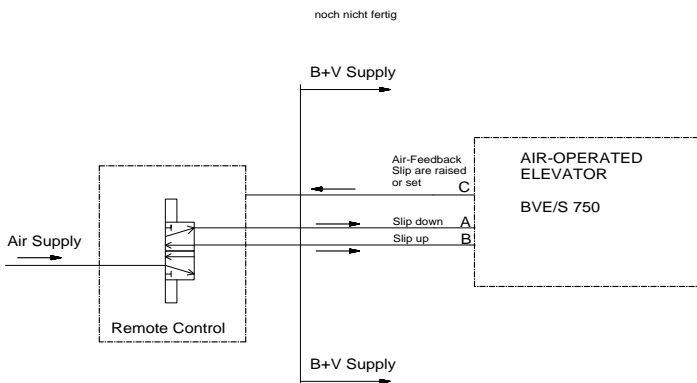 noch nicht fertig
B+V Supply
Air-Feedback
Slip are raised
or set
C
AIR-OPERATED
ELEVATOR
BVE/S 750
Slip down
A
Slip up
B
Air Supply
Remote Control
B+V Supply